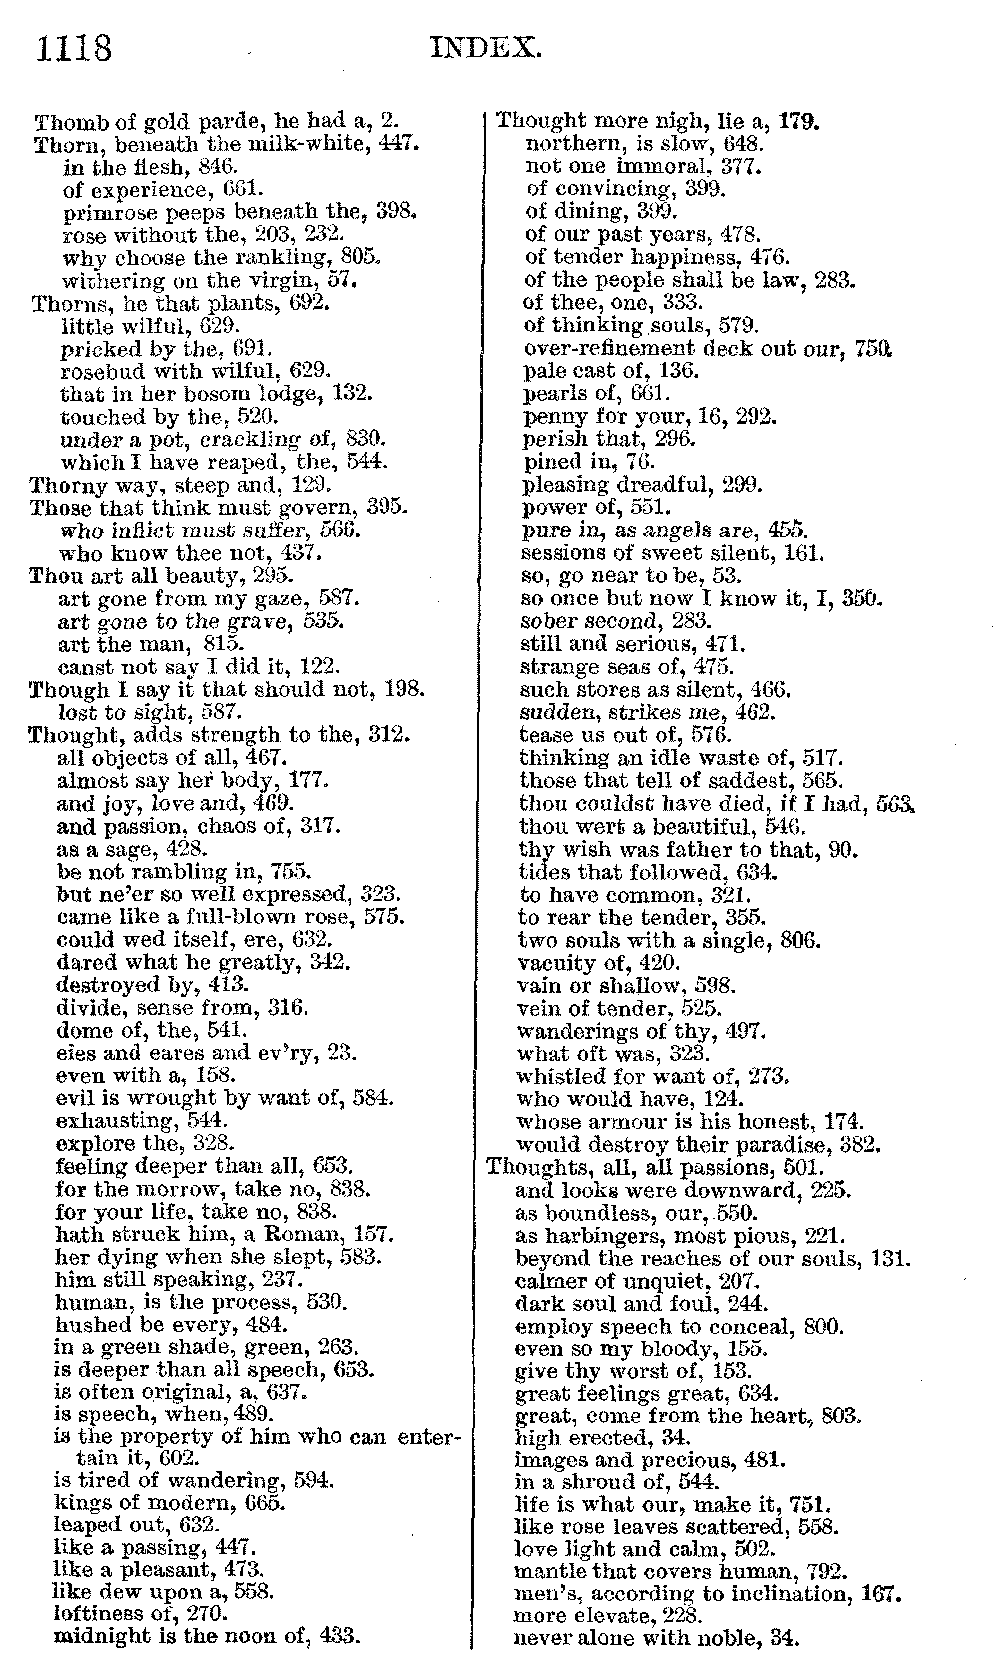 1118 INDEX.
Thomb of gold parde, he had a, 2.
Thorn, beneath the milk-white, 447.
in the flesh, 846.
of experience, 661.
primrose peeps beneath the, 398.
rose without the, 203, 232.
why choose the rankling, 805.
withering on the virgin, 57.
Thorns, he that plants, 692.
little wilful, 629.
pricked by the, 691.
rosebud with wilful, 629.
that in her bosom lodge, 132.
touched by the, 520.
under a pot, crackling of, 830.
which I have reaped, the, 544.
Thorny way, steep and, 129.
Those that think must govern, 395.
who inflict must suffer, 566.
who know thee not, 437.
Thou art all beauty, 295.
art gone from my gaze, 587.
art gone to the grave, 535.
art the man, 815.
canst not say I did it, 122.
Though I say it that should not, 198.
lost to sight, 587.
Thought, adds strength to the, 312.
all objects of all, 467.
almost say her body, 177.
and joy, love and, 469.
and passion, chaos of, 317.
as a sage, 428.
be not rambling in, 755.
but ne'er so well expressed, 323.
came like a full-blown rose, 575.
could wed itself, ere, 632.
dared what he greatly, 342.
destroyed by, 413.
divide, sense from, 316.
dome of, the, 541.
eies and eares and ev'ry, 23.
even with a, 158.
evil is wrought by want of, 584.
exhausting, 544.
explore the, 328.
feeling deeper than all, 653.
for the morrow, take no, 838.
for your life, take no, 838.
hath struck him, a Roman, 157.
her dying when she slept, 583.
him still speaking, 237.
human, is the process, 530.
hushed be every, 484.
in a green shade, green, 263.
is deeper than all speech, 653.
is often original, a, 637.
is speech, when, 489.
is the property of him who can enter-
tain it, 602.
is tired of wandering, 594.
kings of modern, 665.
leaped out, 632.
like a passing, 447.
like a pleasant, 473.
like dew upon a, 558.
loftiness of, 270.
midnight is the noon of, 433.
Thought more nigh, lie a, 179.
northern, is slow, 648.
not one immoral, 377.
of convincing, 399.
of dining, 399.
of our past years, 478.
of tender happiness, 476.
of the people shall be law, 283.
of thee, one, 333.
of thinking souls, 579.
over-refinement deck out our, 750.
pale cast of, 136.
pearls of, 661.
penny for your, 16, 292.
perish that, 296.
pined in, 76.
pleasing dreadful, 299.
power of, 551.
pure in, as angels are, 455.
sessions of sweet silent, 161.
so, go near to be, 53.
so once but now I know it, I, 350.
sober second, 283.
still and serious, 471.
strange seas of, 475.
such stores as silent, 466.
sudden, strikes me, 462.
tease us out of, 576.
thinking an idle waste of, 517.
those that tell of saddest, 565.
thou couldst have died, if I had, 563.
thou wert a beautiful, 546.
thy wish was father to that, 90.
tides that followed, 634.
to have common, 321.
to rear the tender, 355.
two souls with a single, 806.
vacuity of, 420.
vain or shallow, 598.
vein of tender, 525.
wanderings of thy, 497.
what oft was, 323.
whistled for want of, 273.
who would have, 124.
whose armour is his honest, 174.
would destroy their paradise, 382.
Thoughts, all, all passions, 501.
and looks were downward, 225.
as boundless, our, 550.
as harbingers, most pious, 221.
beyond the reaches of our souls, 131.
calmer of unquiet, 207.
dark soul and foul, 244.
employ speech to conceal, 800.
even so my bloody, 155.
give thy worst of, 153.
great feelings great, 634.
great, come from the heart, 803.
high erected, 34.
images and precious, 481.
in a shroud of, 544.
life is what our, make it, 751.
like rose leaves scattered, 558.
love light and calm, 502.
mantle that covers human, 792.
men's, according to inclination, 167.
more elevate, 228.
never alone with noble, 34.